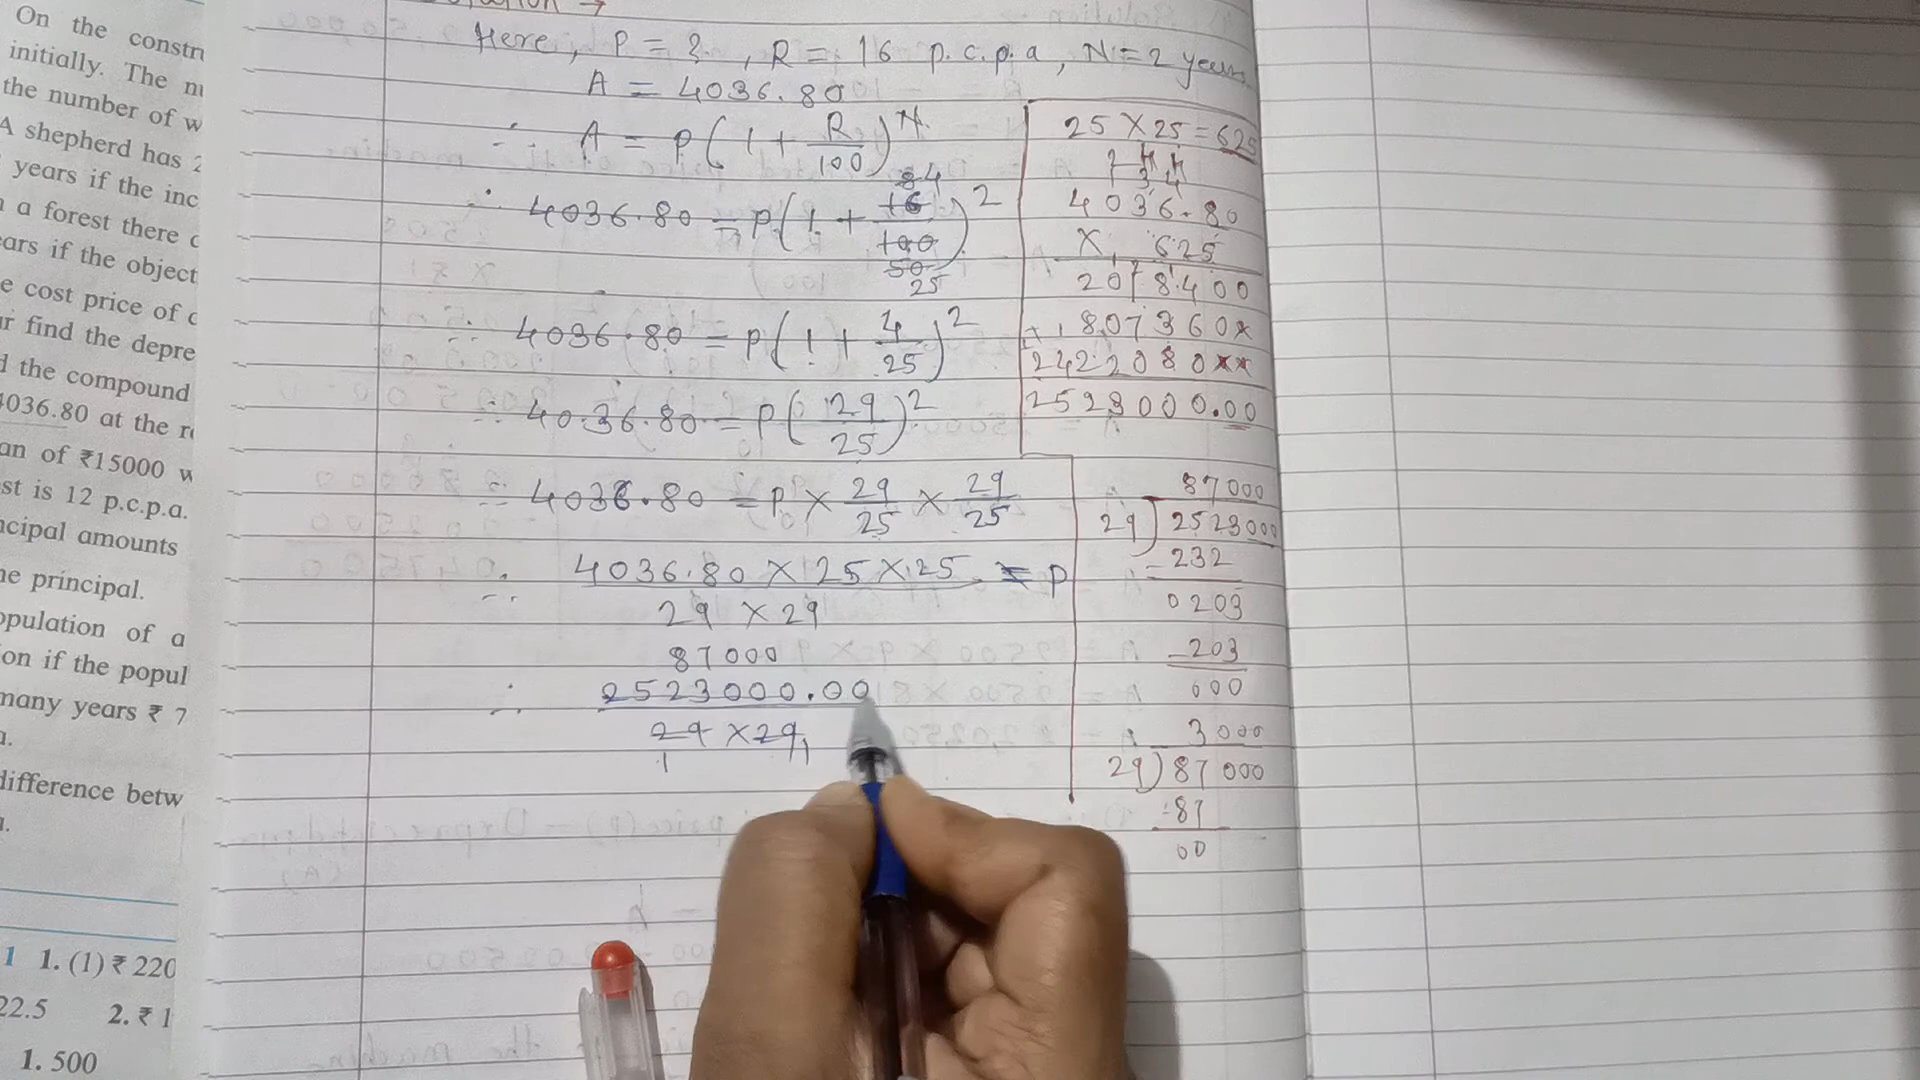 On the constr
initially. The
the number of w
A shepherd has
years if the inc
a forest there
ars if the object
e cost price of
r find the depre
d the compound
4036.80 at the
an of ₹15000 w
st is 12 p.c.p.a.
ncipal amounts
he principal.
opulation of a
on if the popul
many years ₹ 7
a.
difference betw
1 1. (1) ₹ 220
22.5 2. ₹ 1
1. 500
Here, P = ?, R = 16 p.c.p.a, N = 2 years
A = 4036.80
∴ A = P(1 + R/100)^N
∴ 4036.80 = P(1 + 16/100)^2
8 4
50
25
∴ 4036.80 = P(1 + 4/25)^2
∴ 4036.80 = P(29/25)^2
∴ 4036.80 = P × 29/25 × 29/25
∴ 4036.80 × 25 × 25 = P
29 × 29
87000
∴ 2523000.00
29 × 29
1 1
25 × 25 = 625
4036.80
× 625
2018400
+ 807360×
2422080××
2523000.00
87000
29)2523000
- 232
0203
- 203
000
3000
29)87000
- 87
00